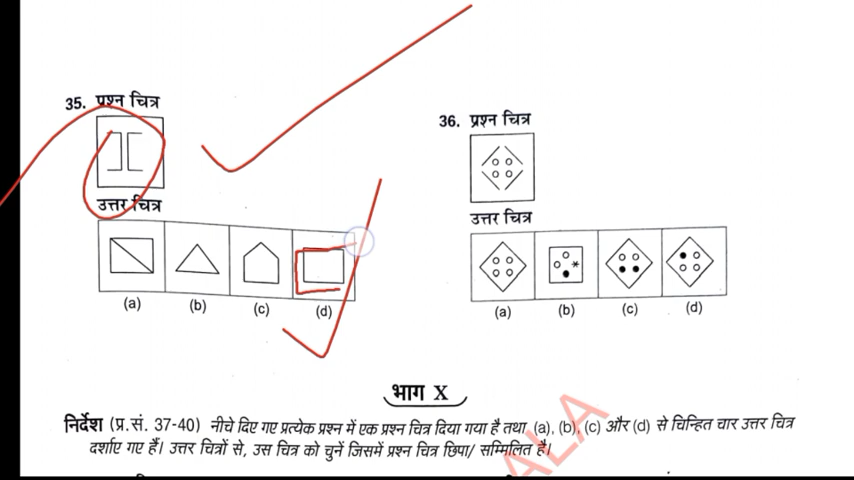 35. प्रश्न चित्र
उत्तर चित्र
(a) (b) (c) (d)
36. प्रश्न चित्र
उत्तर चित्र
(a) (b) (c) (d)
भाग X
निर्देश (प्र.सं. 37-40) नीचे दिए गए प्रत्येक प्रश्न में एक प्रश्न चित्र दिया गया है तथा (a), (b), (c) और (d) से चिन्हित चार उत्तर चित्र
दर्शाए गए हैं। उत्तर चित्रों से, उस चित्र को चुनें जिसमें प्रश्न चित्र छिपा/ सम्मिलित है।
ALA